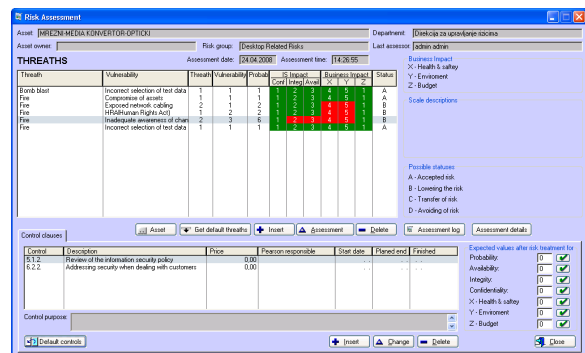 Risk Assessment
Asset: MREZNI-MEDIA KONVERTOR-OPTICKI
Department: Direkcija za upravljanje rizicima
Asset owner:
Risk group: Desktop Related Risks
Last assessor admin admin
THREATHS
Assessment date: 24.04.2008 Assessment time: 14:26:55
Business Impact
X - Health & saftey
Y - Enviroment
Z - Budget
Threath Vulnerability Threath Vulnerability Probab IS Impact Business Impact Status
Conf Integ Avail X Y Z
Bomb blast Incorrect selection of test data 1 1 1 1 2 3 4 5 1 A
Fire Compromise of assets 1 1 1 1 2 3 4 5 1 A
Fire Exposed network cabling 2 1 2 1 2 3 4 5 1 B
Fire HRA(Human Rights Act) 1 2 2 1 2 3 4 5 1 B
Fire Inadequate awareness of chan 2 3 6 1 2 3 4 5 1 B
Fire Incorrect selection of test data 1 1 1 1 2 3 4 5 1 A
Scale descriptions
Possible statuses
A - Accepted risk
B - Lowering the risk
C - Transfer of risk
D - Avoiding of risk
Asset Get default threaths Insert Assessment Delete Assessment log Assessment details
Control clauses
Control Description Price Pearson responsible Start date Planed end Finished
5.1.2. Review of the information security policy 0,00 . . . . . .
6.2.2. Addressing security when dealing with customers 0,00 . . . . . .
Expected values after risk treatment for
Probability: 0
Availability: 0
Integrity: 0
Confidentiality: 0
X - Health & saftey 0
Y - Enviroment 0
Z - Budget 0
Control purpose:
Default controls Insert Change Delete Close